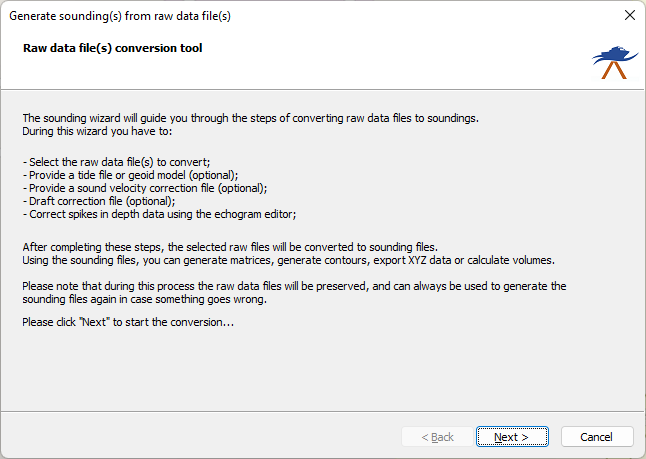 Generate sounding(s) from raw data file(s)
Raw data file(s) conversion tool
The sounding wizard will guide you through the steps of converting raw data files to soundings.
During this wizard you have to:
- Select the raw data file(s) to convert;
- Provide a tide file or geoid model (optional);
- Provide a sound velocity correction file (optional);
- Draft correction file (optional);
- Correct spikes in depth data using the echogram editor;
After completing these steps, the selected raw files will be converted to sounding files.
Using the sounding files, you can generate matrices, generate contours, export XYZ data or calculate volumes.
Please note that during this process the raw data files will be preserved, and can always be used to generate the
sounding files again in case something goes wrong.
Please click "Next" to start the conversion...
< Back Next > Cancel